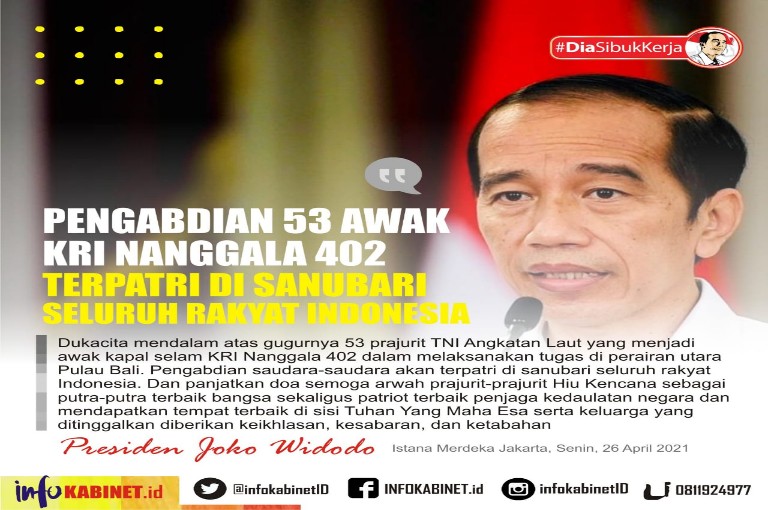 #DiaSibukKerja
PENGABDIAN 53 AWAK
KRI NANGGALA 402
TERPATRI DI SANUBARI
SELURUH RAKYAT INDONESIA
Dukacita mendalam atas gugurnya 53 prajurit TNI Angkatan Laut yang menjadi
awak kapal selam KRI Nanggala 402 dalam melaksanakan tugas di perairan utara
Pulau Bali. Pengabdian saudara-saudara akan terpatri di sanubari seluruh rakyat
Indonesia. Dan panjatkan doa semoga arwah prajurit-prajurit Hiu Kencana sebagai
putra-putra terbaik bangsa sekaligus patriot terbaik penjaga kedaulatan negara dan
mendapatkan tempat terbaik di sisi Tuhan Yang Maha Esa serta keluarga yang
ditinggalkan diberikan keikhlasan, kesabaran, dan ketabahan
Presiden Joko Widodo Istana Merdeka Jakarta, Senin, 26 April 2021
info KABINET.id @infokabinetID INFOKABINET.id infokabinetID 0811924977